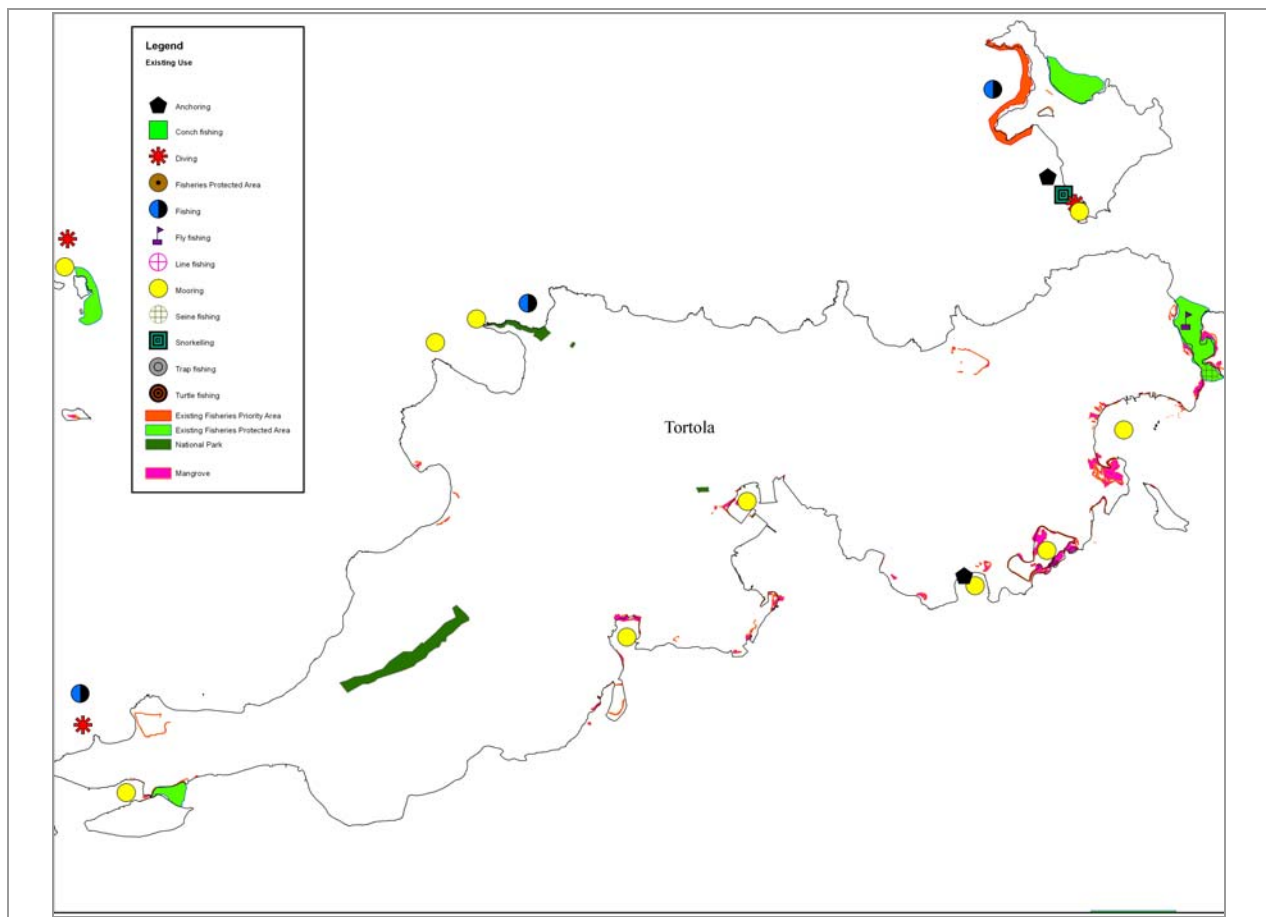 Legend
Existing Use
Anchoring
Conch fishing
Diving
Fisheries Protected Area
Fishing
Fly fishing
Line fishing
Mooring
Seine fishing
Snorkelling
Trap fishing
Turtle fishing
Existing Fisheries Priority Area
Existing Fisheries Protected Area
National Park
Mangrove
Tortola